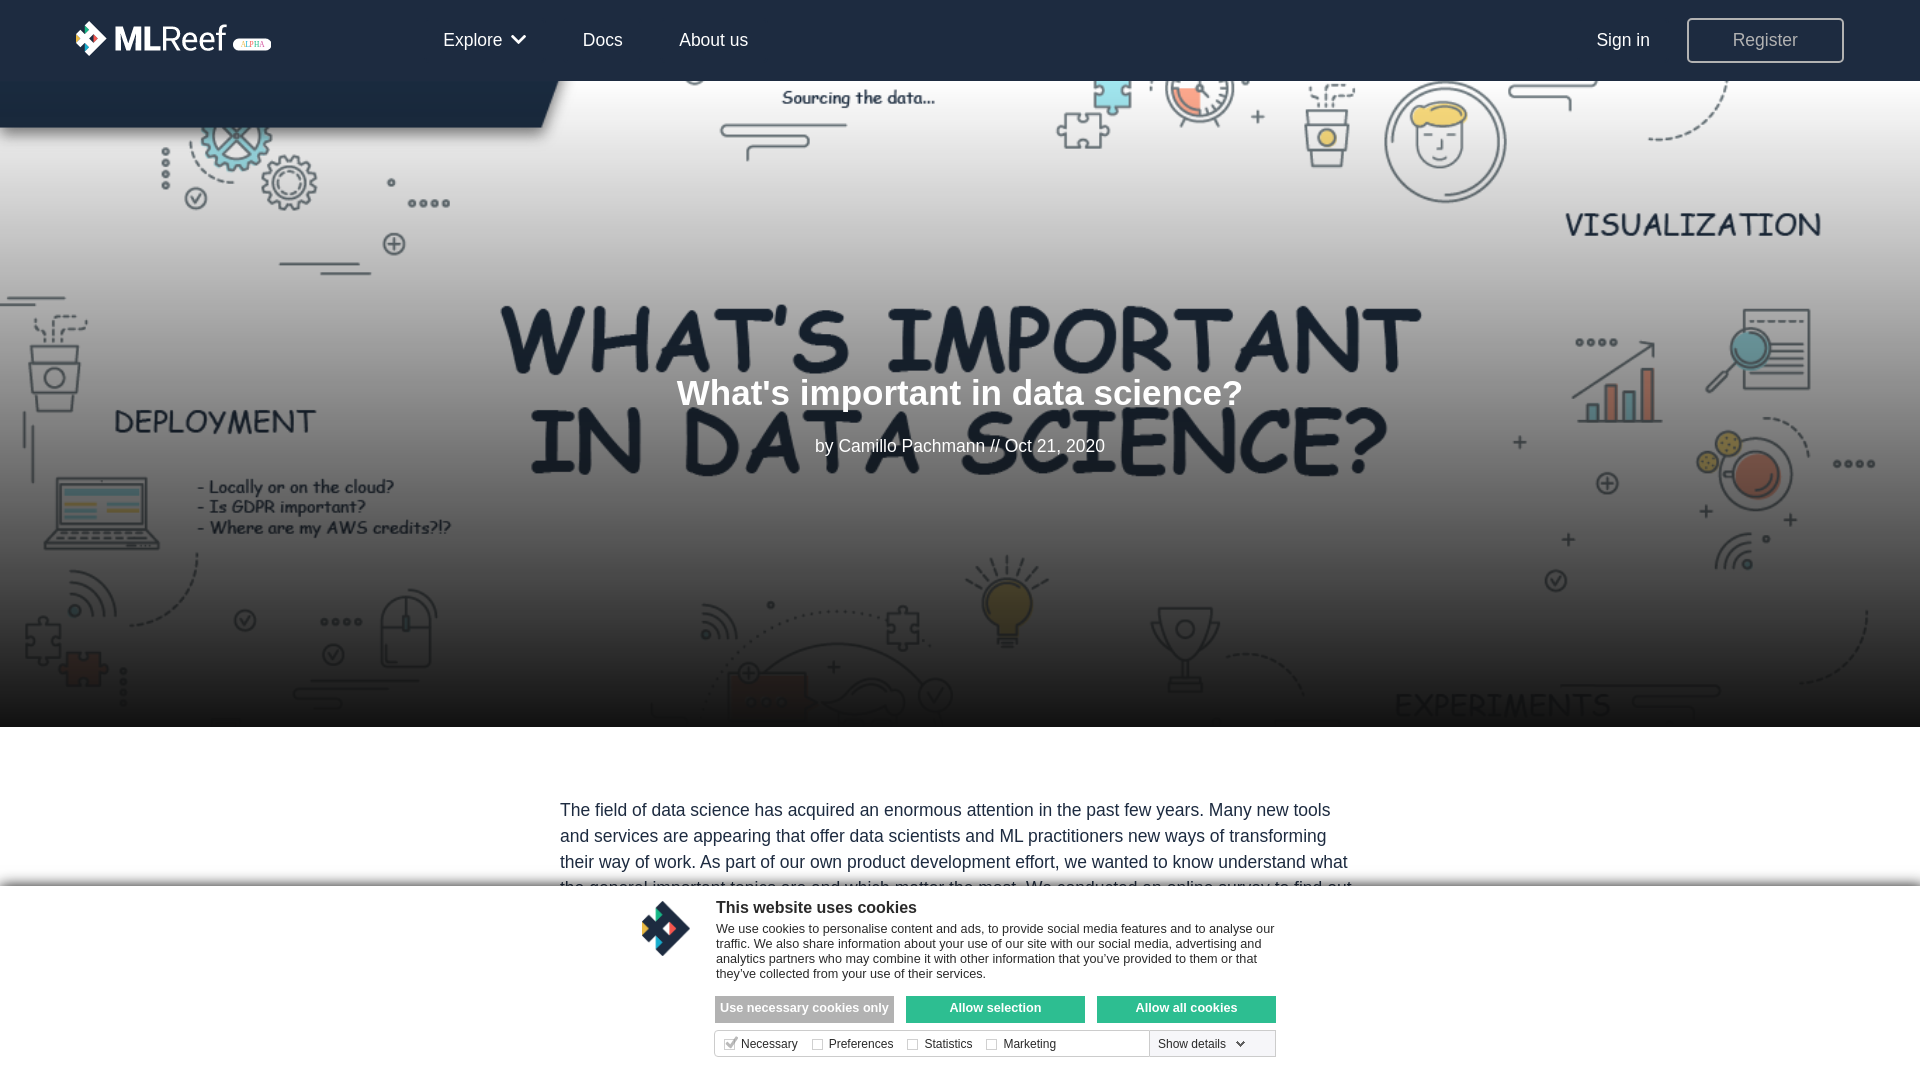 MLReef ALPHA
Explore
Docs
About us
Sign in
Register
Sourcing the data...
VISUALIZATION
WHAT'S IMPORTANT
IN DATA SCIENCE?
What's important in data science?
by Camillo Pachmann // Oct 21, 2020
DEPLOYMENT
- Locally or on the cloud?
- Is GDPR important?
- Where are my AWS credits?!?
EXPERIMENTS
The field of data science has acquired an enormous attention in the past few years. Many new tools
and services are appearing that offer data scientists and ML practitioners new ways of transforming
their way of work. As part of our own product development effort, we wanted to know understand what
the general important topics are and which matter the most. We conducted an online survey to find out
This website uses cookies
We use cookies to personalise content and ads, to provide social media features and to analyse our
traffic. We also share information about your use of our site with our social media, advertising and
analytics partners who may combine it with other information that you’ve provided to them or that
they’ve collected from your use of their services.
Use necessary cookies only
Allow selection
Allow all cookies
Necessary
Preferences
Statistics
Marketing
Show details